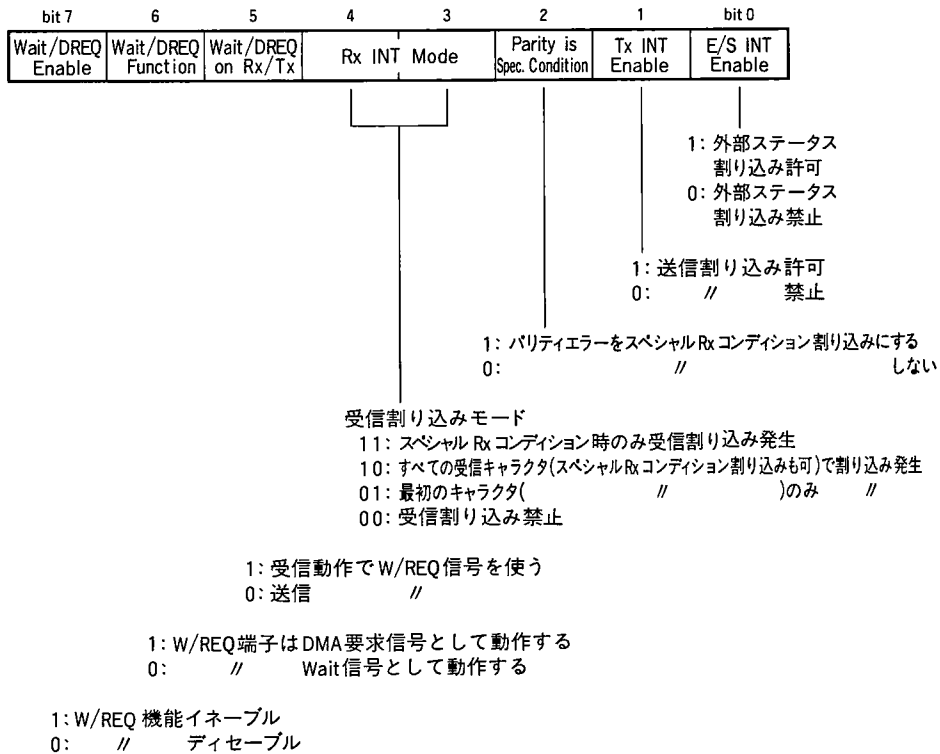 bit 7 6 5 4 3 2 1 bit 0
Wait/DREQ Enable
Wait/DREQ Function
Wait/DREQ on Rx/Tx
Rx INT Mode
Parity is Spec. Condition
Tx INT Enable
E/S INT Enable
1: 外部ステータス
割り込み許可
0: 外部ステータス
割り込み禁止
1: 送信割り込み許可
0: 〃 禁止
1: パリティエラーをスペシャルRxコンディション割り込みにする
0: 〃 しない
受信割り込みモード
11: スペシャルRxコンディション時のみ受信割り込み発生
10: すべての受信キャラクタ(スペシャルRxコンディション割り込みも可)で割り込み発生
01: 最初のキャラクタ( 〃 )のみ 〃
00: 受信割り込み禁止
1: 受信動作でW/REQ信号を使う
0: 送信 〃
1: W/REQ端子はDMA要求信号として動作する
0: 〃 Wait信号として動作する
1: W/REQ 機能イネーブル
0: 〃 ディセーブル